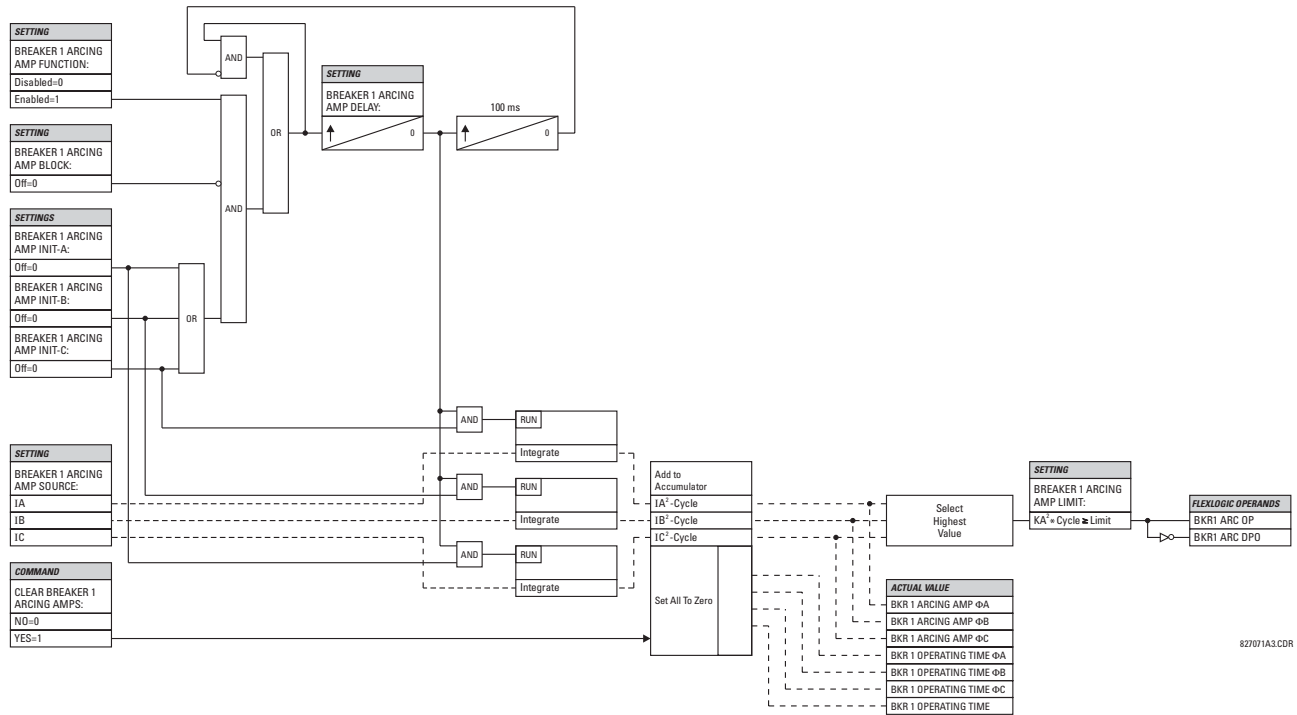 SETTING
BREAKER 1 ARCING
AMP FUNCTION:
Disabled=0
Enabled=1
SETTING
BREAKER 1 ARCING
AMP BLOCK:
Off=0
SETTINGS
BREAKER 1 ARCING
AMP INIT-A:
Off=0
BREAKER 1 ARCING
AMP INIT-B:
Off=0
BREAKER 1 ARCING
AMP INIT-C:
Off=0
SETTING
BREAKER 1 ARCING
AMP SOURCE:
IA
IB
IC
COMMAND
CLEAR BREAKER 1
ARCING AMPS:
NO=0
YES=1
AND
AND
OR
OR
SETTING
BREAKER 1 ARCING
AMP DELAY:
0
100 ms
0
AND
RUN
Integrate
AND
RUN
Integrate
AND
RUN
Integrate
Add to
Accumulator
IA²-Cycle
IB²-Cycle
IC²-Cycle
Set All To Zero
Select
Highest
Value
SETTING
BREAKER 1 ARCING
AMP LIMIT:
KA²*Cycle ≥ Limit
FLEXLOGIC OPERANDS
BKR1 ARC OP
BKR1 ARC DPO
ACTUAL VALUE
BKR 1 ARCING AMP ΦA
BKR 1 ARCING AMP ΦB
BKR 1 ARCING AMP ΦC
BKR 1 OPERATING TIME ΦA
BKR 1 OPERATING TIME ΦB
BKR 1 OPERATING TIME ΦC
BKR 1 OPERATING TIME
827071A3.CDR